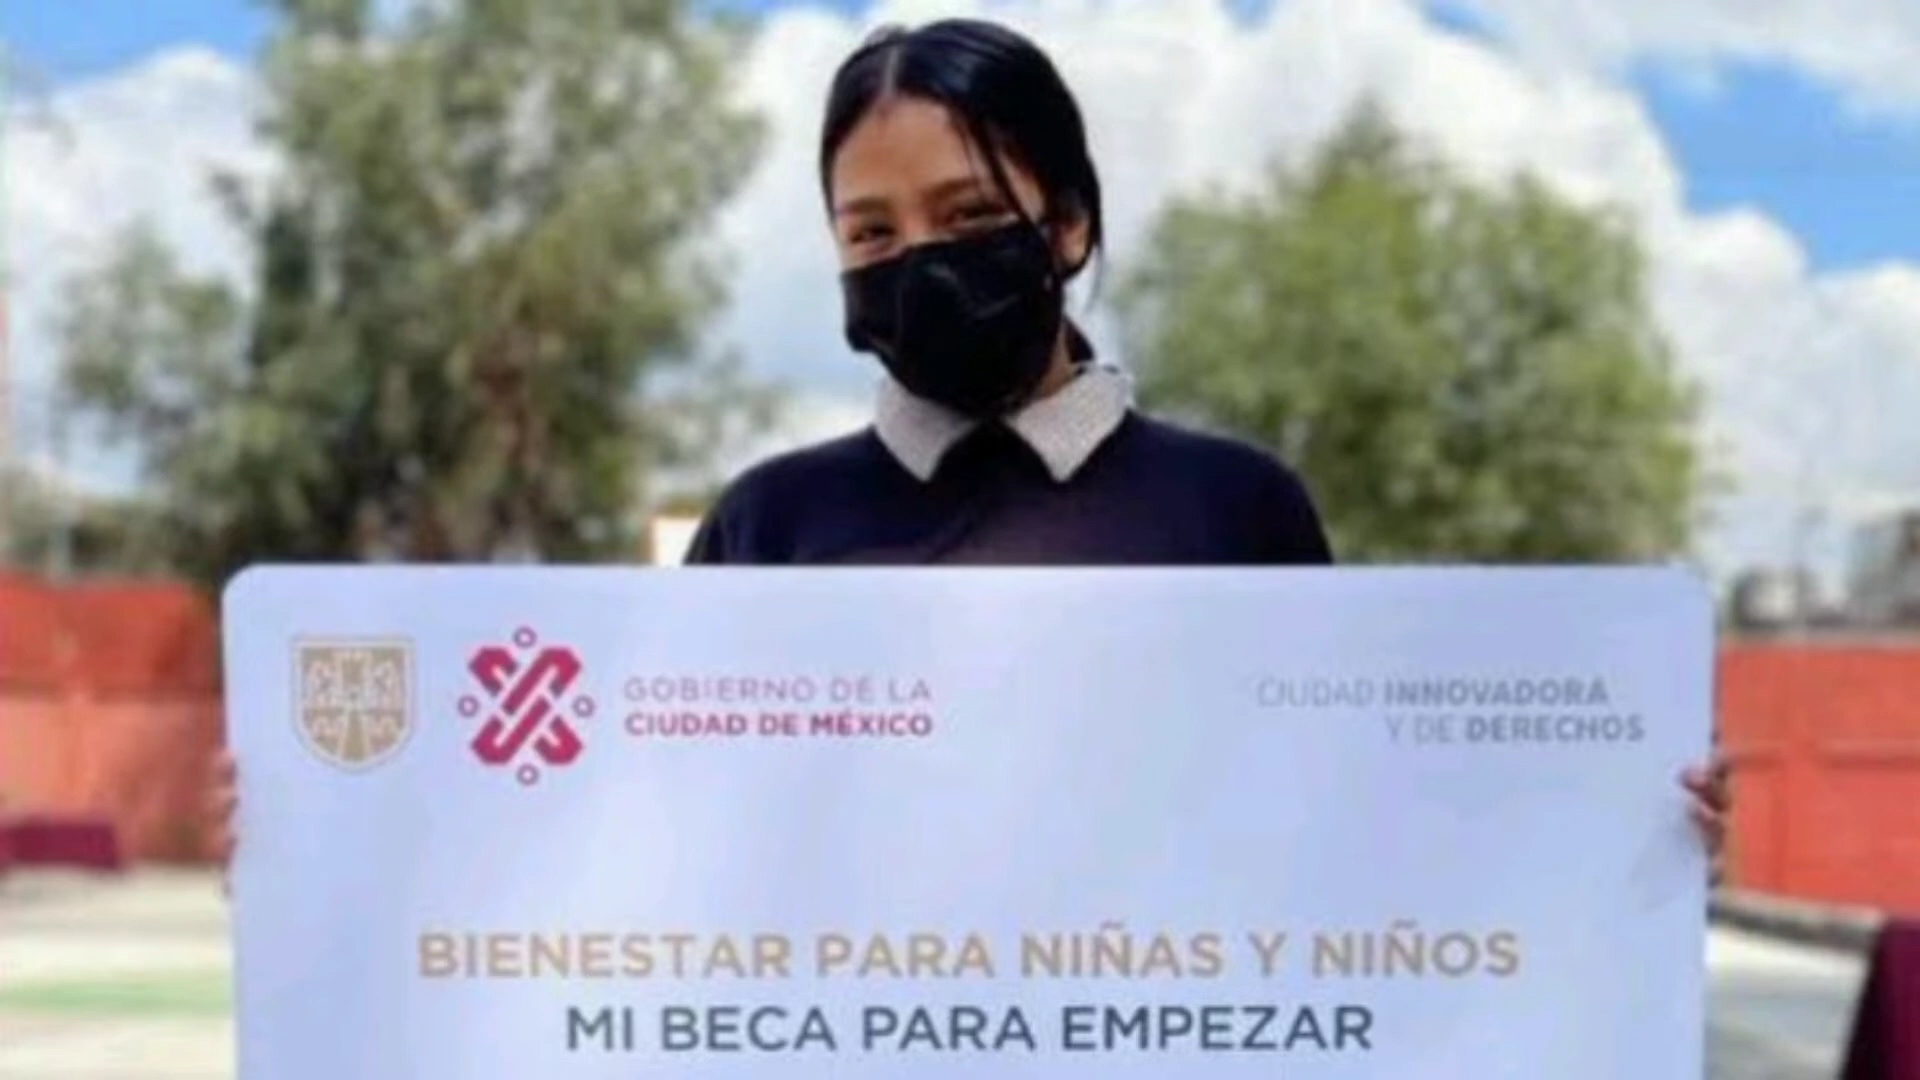 GOBIERNO DE LA
CIUDAD DE MÉXICO
CIUDAD INNOVADORA
Y DE DERECHOS
BIENESTAR PARA NIÑAS Y NIÑOS
MI BECA PARA EMPEZAR